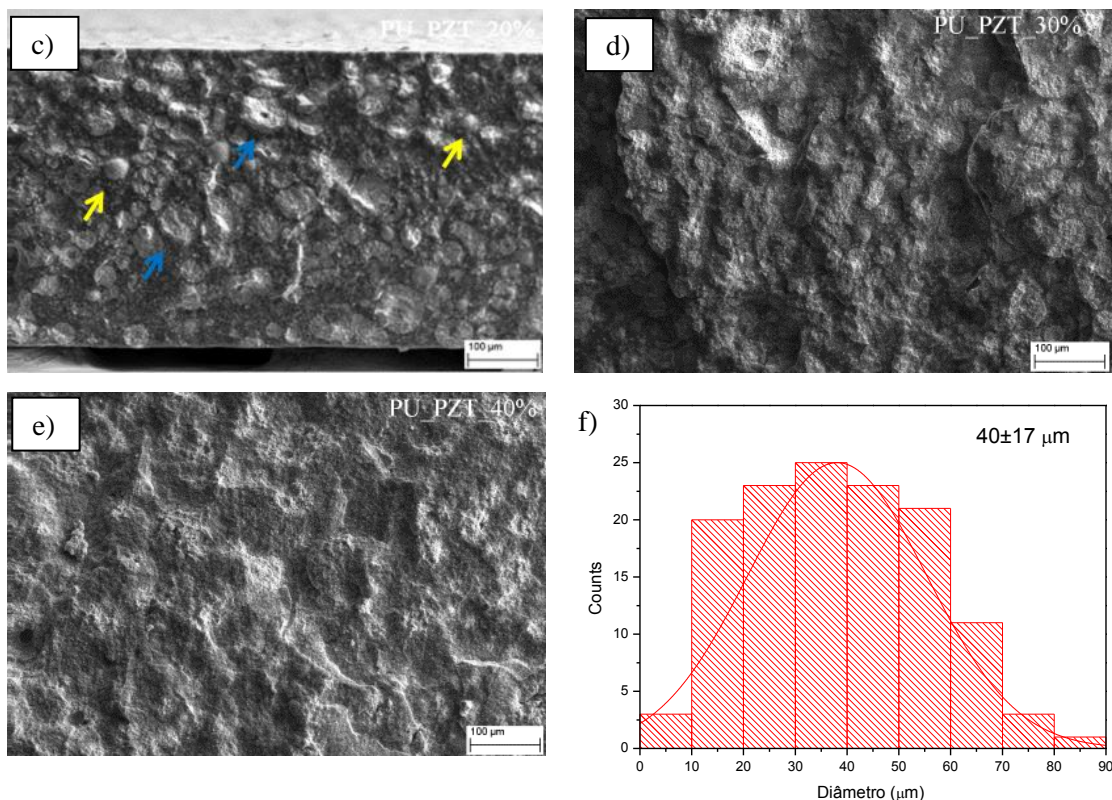 c)
PU_PZT_20%
100 µm
d)
PU_PZT_30%
100 µm
e)
PU_PZT_40%
100 µm
f)
30
25
20
15
10
5
0
Counts
40±17 µm
0 10 20 30 40 50 60 70 80 90
Diâmetro (µm)